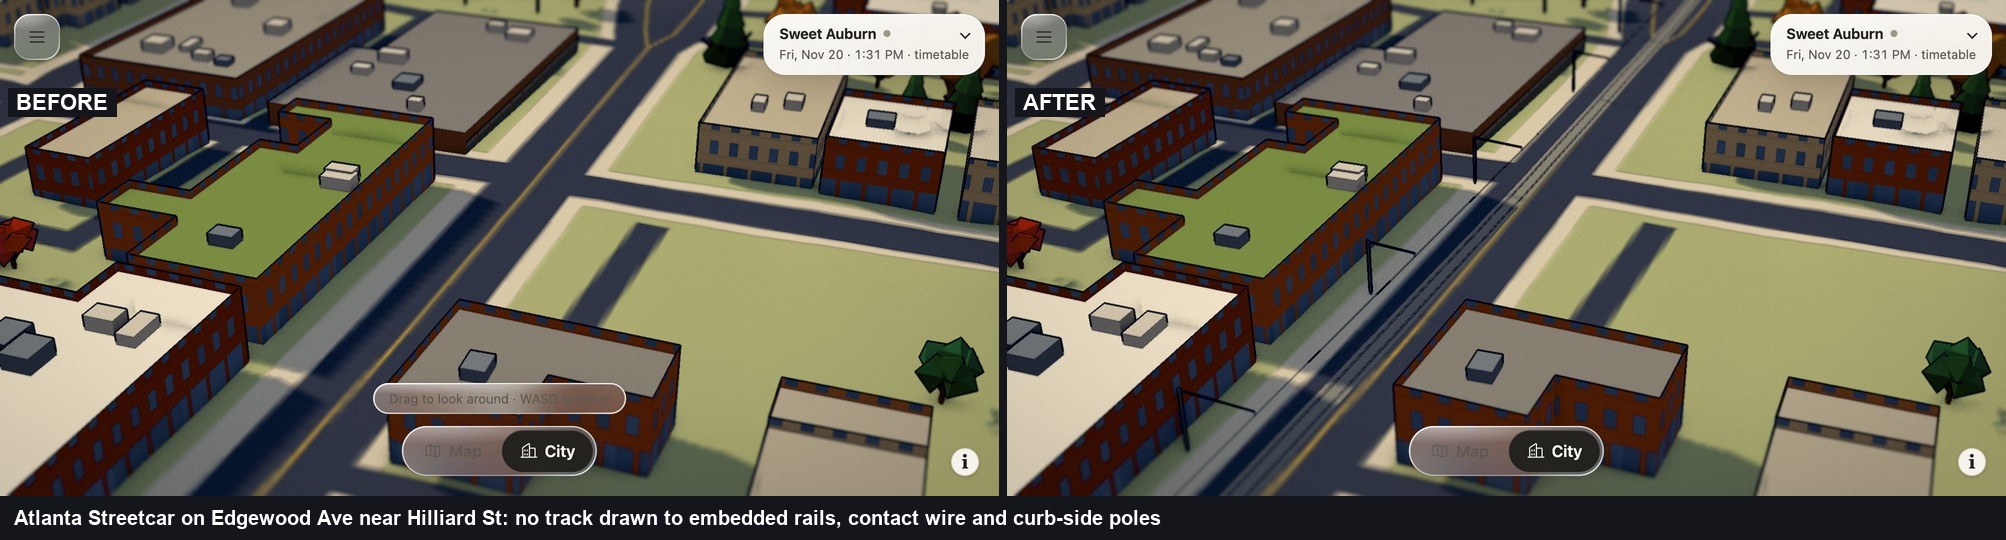 Sweet Auburn
Fri, Nov 20 · 1:31 PM · timetable
BEFORE
Drag to look around · WASD to move
Map
City
i
Sweet Auburn
Fri, Nov 20 · 1:31 PM · timetable
AFTER
Map
City
i
Atlanta Streetcar on Edgewood Ave near Hilliard St: no track drawn to embedded rails, contact wire and curb-side poles